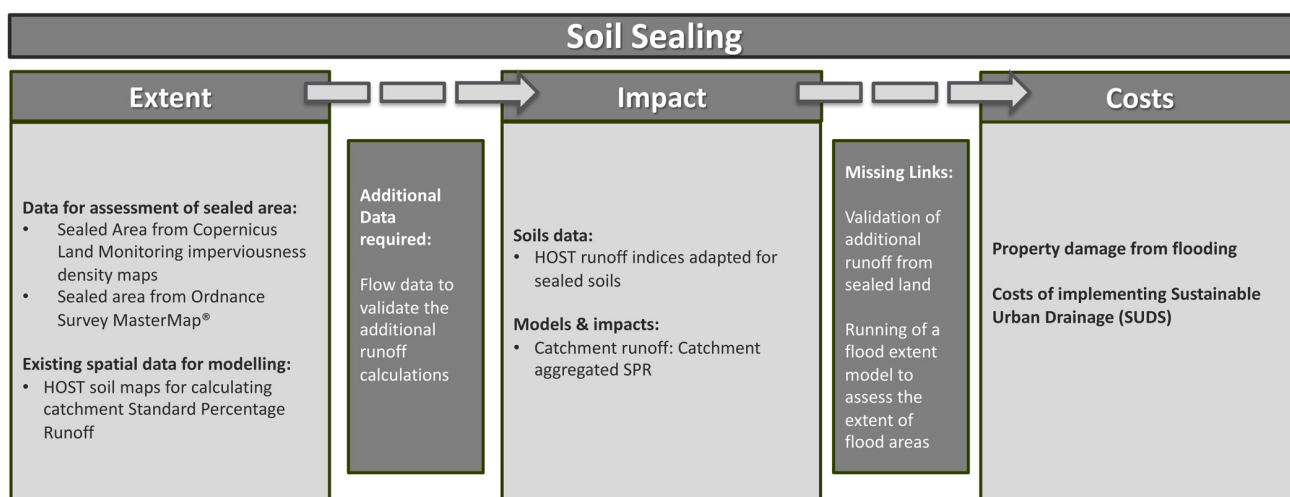 Soil Sealing
Extent
Data for assessment of sealed area:
• Sealed Area from Copernicus
Land Monitoring imperviousness
density maps
• Sealed area from Ordnance
Survey MasterMap®
Existing spatial data for modelling:
• HOST soil maps for calculating
catchment Standard Percentage
Runoff
Additional
Data
required:
Flow data to
validate the
additional
runoff
calculations
Impact
Soils data:
• HOST runoff indices adapted for
sealed soils
Models & impacts:
• Catchment runoff: Catchment
aggregated SPR
Missing Links:
Validation of
additional
runoff from
sealed land
Running of a
flood extent
model to
assess the
extent of
flood areas
Costs
Property damage from flooding
Costs of implementing Sustainable
Urban Drainage (SUDS)